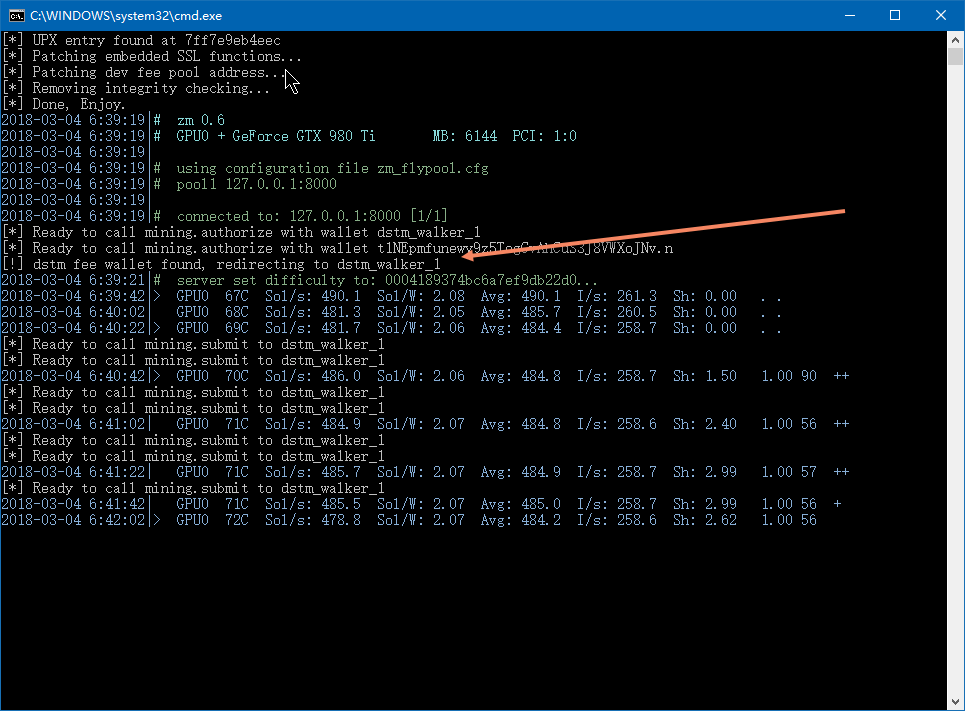 C:\WINDOWS\system32\cmd.exe
[*] UPX entry found at 7ff7e9eb4eec
[*] Patching embedded SSL functions...
[*] Patching dev fee pool address...
[*] Removing integrity checking...
[*] Done, Enjoy.
2018-03-04 6:39:19|# zm 0.6
2018-03-04 6:39:19|# GPU0 + GeForce GTX 980 Ti MB: 6144 PCI: 1:0
2018-03-04 6:39:19|
2018-03-04 6:39:19|# using configuration file zm_flypool.cfg
2018-03-04 6:39:19|# pool1 127.0.0.1:8000
2018-03-04 6:39:19|
2018-03-04 6:39:19|# connected to: 127.0.0.1:8000 [1/1]
[*] Ready to call mining.authorize with wallet dstm_walker_1
[*] Ready to call mining.authorize with wallet
[!] dstm fee wallet found, redirecting to dstm_walker_1
2018-03-04 6:39:21|# server set difficulty to: 0004189374bc6a7ef9db22d0...
2018-03-04 6:39:42|> GPU0 67C Sol/s: 490.1 Sol/W: 2.08 Avg: 490.1 I/s: 261.3 Sh: 0.00 . .
2018-03-04 6:40:02| GPU0 68C Sol/s: 481.3 Sol/W: 2.05 Avg: 485.7 I/s: 260.5 Sh: 0.00 . .
2018-03-04 6:40:22|> GPU0 69C Sol/s: 481.7 Sol/W: 2.06 Avg: 484.4 I/s: 258.7 Sh: 0.00 . .
[*] Ready to call mining.submit to dstm_walker_1
[*] Ready to call mining.submit to dstm_walker_1
2018-03-04 6:40:42|> GPU0 70C Sol/s: 486.0 Sol/W: 2.06 Avg: 484.8 I/s: 258.7 Sh: 1.50 1.00 90 ++
[*] Ready to call mining.submit to dstm_walker_1
[*] Ready to call mining.submit to dstm_walker_1
2018-03-04 6:41:02| GPU0 71C Sol/s: 484.9 Sol/W: 2.07 Avg: 484.8 I/s: 258.6 Sh: 2.40 1.00 56 ++
[*] Ready to call mining.submit to dstm_walker_1
[*] Ready to call mining.submit to dstm_walker_1
2018-03-04 6:41:22| GPU0 71C Sol/s: 485.7 Sol/W: 2.07 Avg: 484.9 I/s: 258.7 Sh: 2.99 1.00 57 ++
[*] Ready to call mining.submit to dstm_walker_1
2018-03-04 6:41:42| GPU0 71C Sol/s: 485.5 Sol/W: 2.07 Avg: 485.0 I/s: 258.7 Sh: 2.99 1.00 56 +
2018-03-04 6:42:02|> GPU0 72C Sol/s: 478.8 Sol/W: 2.07 Avg: 484.2 I/s: 258.6 Sh: 2.62 1.00 56